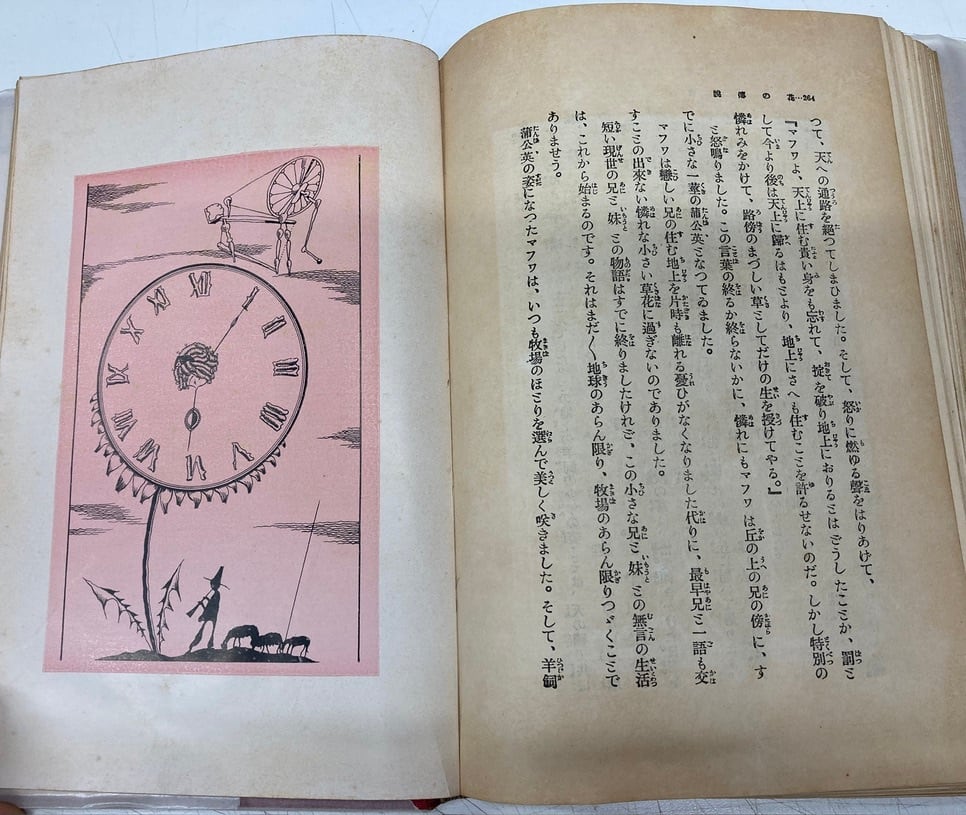 花の傳說…264
つて、天への通路を絕つてしまひました。そして、怒りに燃ゆる聲をはりあげて、
『マフワよ、天上に住む貴い身をも忘れて、掟を破り地上におりるとはどうしたことか、罰と
して今より後は天上に歸るはもとより、地上にさへも住むことを許るせないのだ。しかし特別の
憐れみをかけて、路傍のまづしい草としてだけの生を授けてやる。』
と怒鳴りました。この言葉の終るか終らないかに、憐れにもマフワは丘の上の兄の傍に、す
でに小さな一莖の蒲公英となつてゐました。
マフワは戀しい兄の住む地上を片時も離れる憂ひがなくなりました代りに、最早兄と一語も交
すことの出來ない憐れな小さい草花に過ぎないのでありました。
短い現世の兄と妹との物語はすでに終りましたけれど、この小さな兄と妹との無言の生活
は、これから始まるのです。それはまだ〳〵地球のあらん限り、牧場のあらん限りつゞくことで
ありませう。
蒲公英の姿になつたマフワは、いつも牧場のほとりを選んで美しく咲きました。そして、羊飼